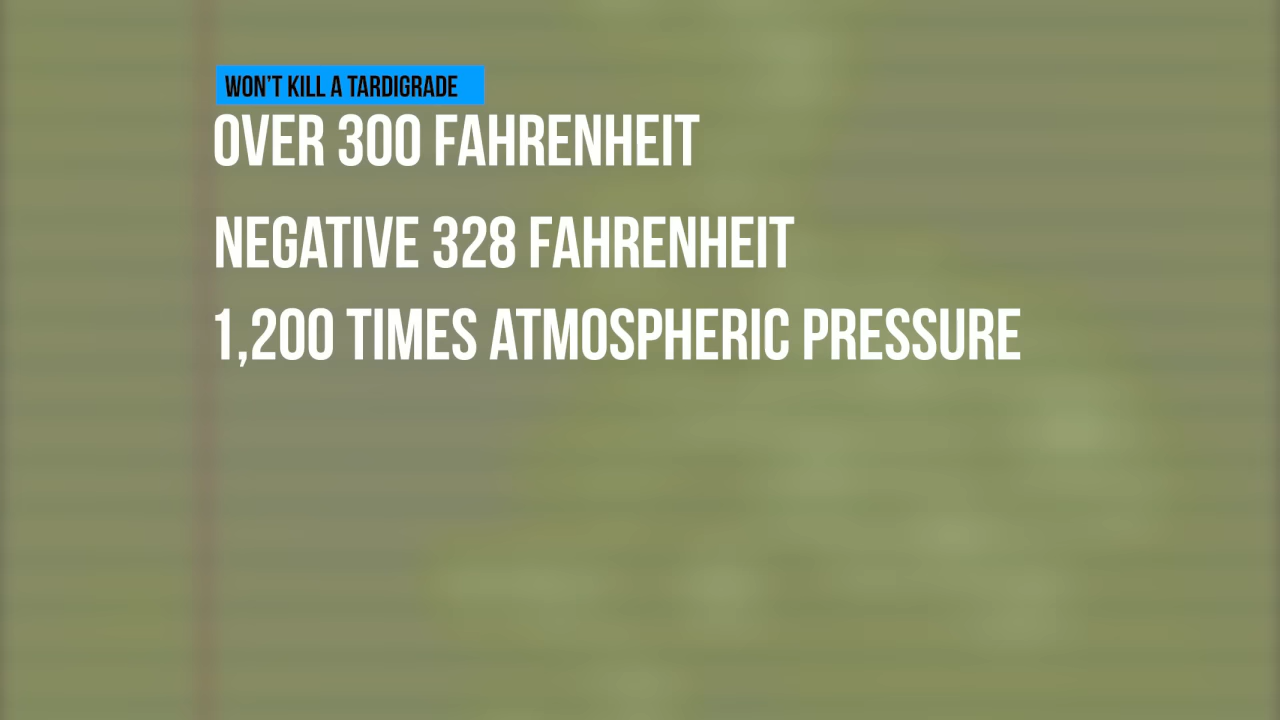 WON'T KILL A TARDIGRADE
OVER 300 FAHRENHEIT
NEGATIVE 328 FAHRENHEIT
1,200 TIMES ATMOSPHERIC PRESSURE